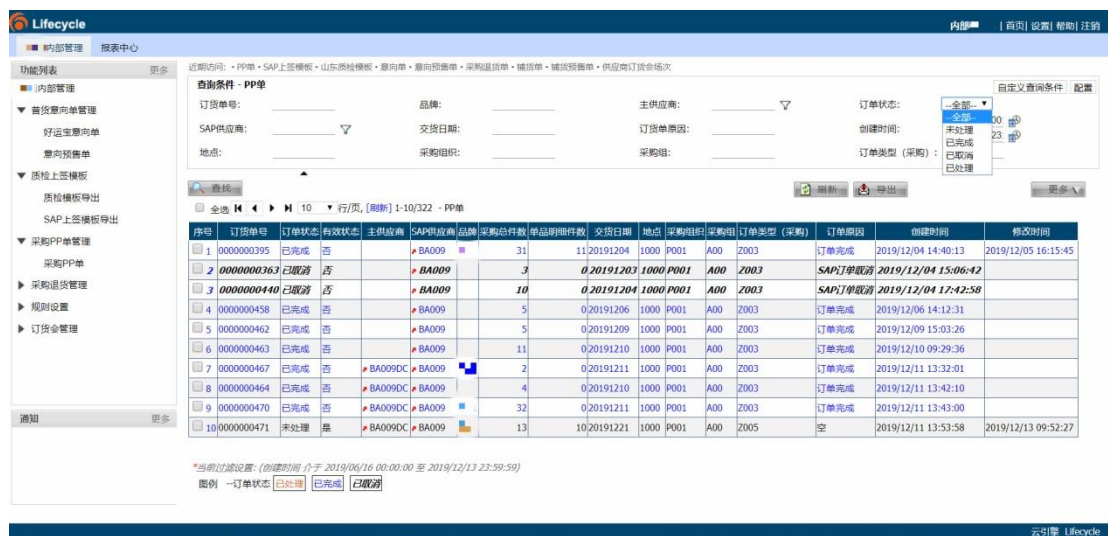 Lifecycle
内部 | 首页| 设置| 帮助| 注销
内部管理 报表中心
功能列表 更多
内部管理
普货意向单管理
好运宝意向单
意向预售单
质检上签模板
质检模板导出
SAP上签模板导出
采购PP单管理
采购PP单
采购退货管理
规则设置
订货会管理
通知 更多
近期访问: ・PP单・SAP上签模板・山东质检模板・意向单・意向预售单・采购退货单・铺货单・铺货预售单・供应商订货会场次
查询条件 - PP单 自定义查询条件 配置
订货单号: 品牌: 主供应商: 订单状态: --全部--
SAP供应商: 交货日期: 订货单原因: 创建时间:
地点: 采购组织: 采购组: 订单类型（采购）:
--全部--
未处理
已完成
已取消
已处理
00:
23:
查找 刷新 导出 更多
全选 10 行/页, [刷新] 1-10/322 - PP单
序号 订货单号 订单状态 有效状态 主供应商 SAP供应商 品牌 采购总件数 单品明细件数 交货日期 地点 采购组织 采购组 订单类型（采购） 订单原因 创建时间 修改时间
1 0000000395 已完成 否 BA009 31 11 20191204 1000 P001 A00 Z003 订单完成 2019/12/04 14:40:13 2019/12/05 16:15:45
2 0000000363 已取消 否 BA009 3 0 20191203 1000 P001 A00 Z003 SAP订单取消 2019/12/04 15:06:42
3 0000000440 已取消 否 BA009 10 0 20191204 1000 P001 A00 Z003 SAP订单取消 2019/12/04 17:42:58
4 0000000458 已完成 否 BA009 5 0 20191206 1000 P001 A00 Z003 订单完成 2019/12/06 14:12:31
5 0000000462 已完成 否 BA009 5 0 20191209 1000 P001 A00 Z003 订单完成 2019/12/09 15:03:26
6 0000000463 已完成 否 BA009 11 0 20191210 1000 P001 A00 Z003 订单完成 2019/12/10 09:29:36
7 0000000467 已完成 否 BA009DC BA009 2 0 20191211 1000 P001 A00 Z003 订单完成 2019/12/11 13:32:01
8 0000000464 已完成 否 BA009DC BA009 4 0 20191210 1000 P001 A00 Z003 订单完成 2019/12/11 13:42:10
9 0000000470 已完成 否 BA009DC BA009 32 0 20191211 1000 P001 A00 Z003 订单完成 2019/12/11 13:43:00
10 0000000471 未处理 是 BA009DC BA009 13 10 20191221 1000 P001 A00 Z005 空 2019/12/11 13:53:58 2019/12/13 09:52:27
*当前过滤设置: (创建时间 介于 2019/06/16 00:00:00 至 2019/12/13 23:59:59)
图例 --订单状态 已处理 已完成 已取消
云引擎 Lifecycle